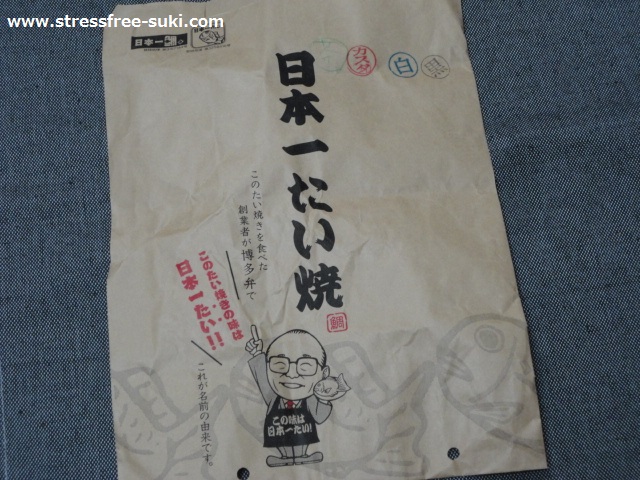 www.stressfree-suki.com
日本一
カスタ
白
黒
日本一たい焼
鯛
このたい焼きを食べた
創業者が博多弁で
このたい焼きの味は
日本一たい!!
これが名前の由来です。
この味は
日本一たい!